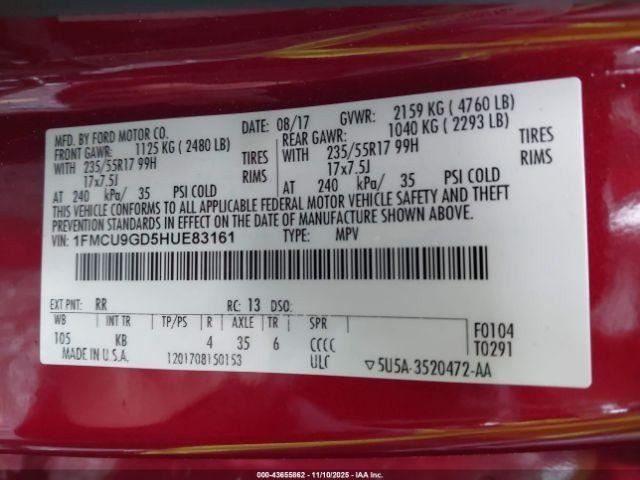 MFD. BY FORD MOTOR CO. DATE: 08/17 GVWR: 2159 KG ( 4760 LB)
FRONT GAWR: 1125 KG ( 2480 LB) REAR GAWR: 1040 KG ( 2293 LB)
WITH 235/55R17 99H TIRES WITH 235/55R17 99H TIRES
17x7.5J RIMS 17x7.5J RIMS
AT 240 kPa/ 35 PSI COLD AT 240 kPa/ 35 PSI COLD
THIS VEHICLE CONFORMS TO ALL APPLICABLE FEDERAL MOTOR VEHICLE SAFETY AND THEFT
PREVENTION STANDARDS IN EFFECT ON THE DATE OF MANUFACTURE SHOWN ABOVE.
VIN: 1FMCU9GD5HUE83161 TYPE: MPV
EXT PNT: RR RC: 13 DSO:
WB INT TR TP/PS R AXLE TR SPR F0104
105 KB 4 35 6 CCCC T0291
MADE IN U.S.A. 1201708150153 ULC ▽5U5A-3520472-AA
000-43655862 - 11/10/2025 - IAA Inc.